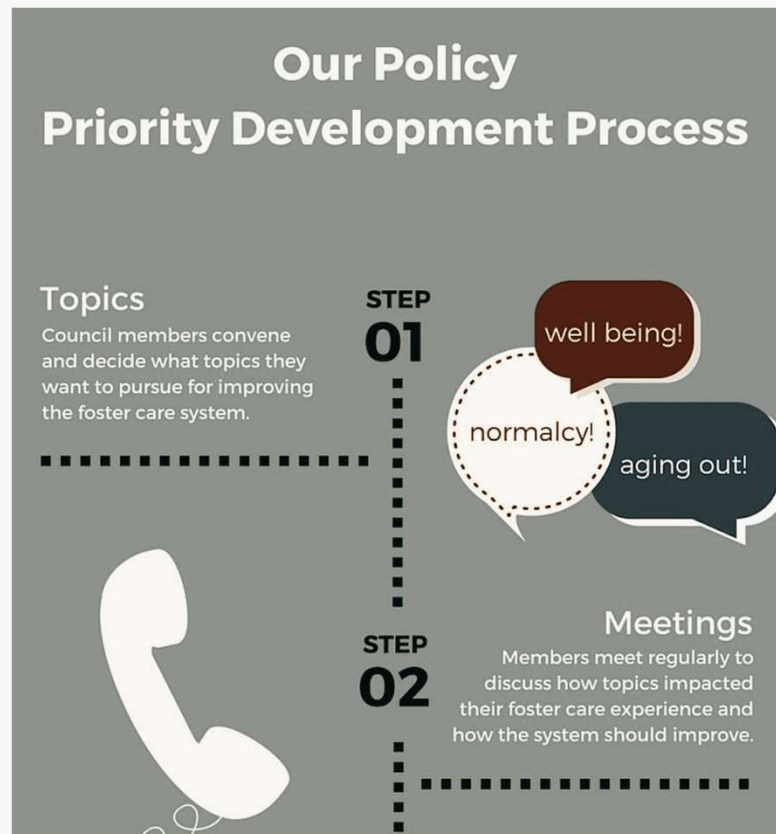 Our Policy
Priority Development Process
Topics
Council members convene
and decide what topics they
want to pursue for improving
the foster care system.
STEP
01
well being!
normalcy!
aging out!
STEP
02
Meetings
Members meet regularly to
discuss how topics impacted
their foster care experience and
how the system should improve.